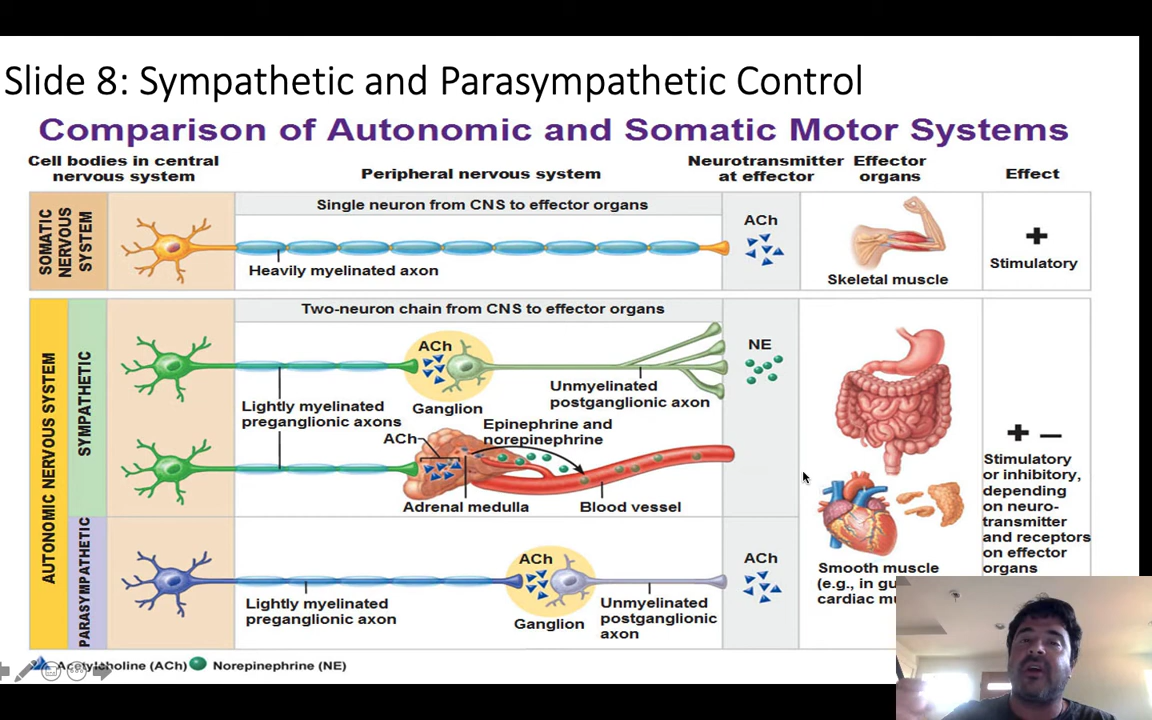 Slide 8: Sympathetic and Parasympathetic Control
Comparison of Autonomic and Somatic Motor Systems
Cell bodies in central
nervous system
Peripheral nervous system
Neurotransmitter
at effector
Effector
organs
Effect
SOMATIC
NERVOUS
SYSTEM
Single neuron from CNS to effector organs
Heavily myelinated axon
ACh
Skeletal muscle
+
Stimulatory
AUTONOMIC NERVOUS SYSTEM
SYMPATHETIC
Two-neuron chain from CNS to effector organs
ACh
Ganglion
Lightly myelinated
preganglionic axons
Unmyelinated
postganglionic axon
NE
Epinephrine and
norepinephrine
ACh
Adrenal medulla
Blood vessel
+ –
Stimulatory
or inhibitory,
depending
on neuro-
transmitter
and receptors
on effector
organs
PARASYMPATHETIC
Lightly myelinated
preganglionic axon
ACh
Ganglion
Unmyelinated
postganglionic
axon
ACh
Smooth muscle
(e.g., in
cardiac
Acetylcholine (ACh)
Norepinephrine (NE)